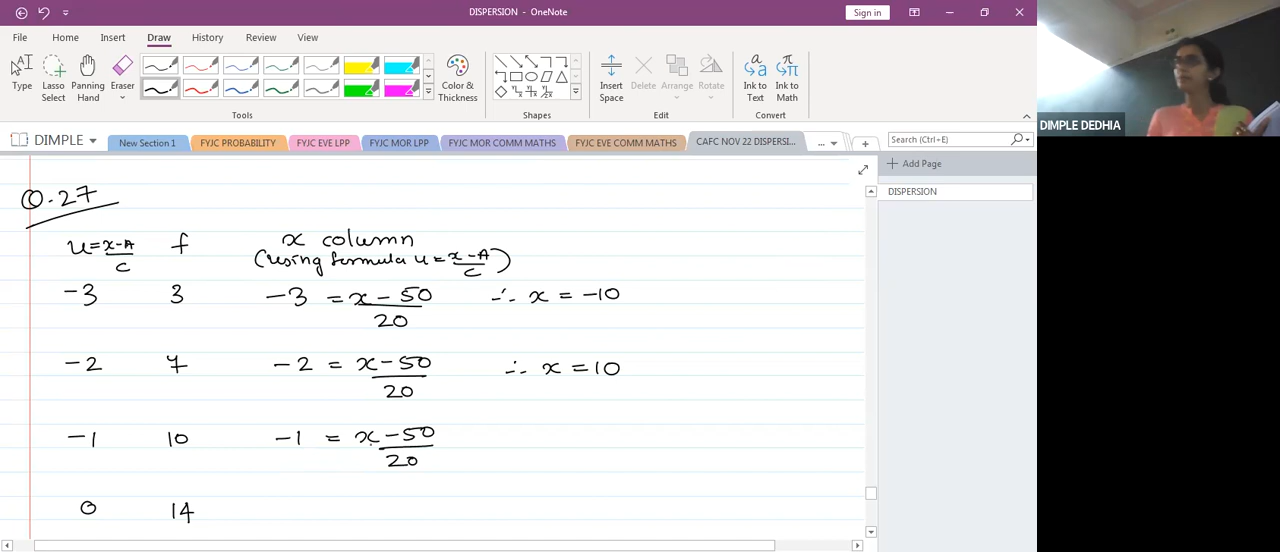 DISPERSION - OneNote
Sign in
File Home Insert Draw History Review View
Type
Lasso Select
Panning Hand
Eraser
Color & Thickness
Insert Space
Delete
Arrange
Rotate
Ink to Text
Ink to Math
Tools
Shapes
Edit
Convert
DIMPLE
New Section 1
FYJC PROBABILITY
FYJC EVE LPP
FYJC MOR LPP
FYJC MOR COMM MATHS
FYJC EVE COMM MATHS
CAFC NOV 22 DISPERSI...
Search (Ctrl+E)
Add Page
DISPERSION
DIMPLE DEDHIA
Q.27
u = x-A / c f x column
(using formula u = x-A / c)
-3 3 -3 = x - 50 / 20 ∴ x = -10
-2 7 -2 = x - 50 / 20 ∴ x = 10
-1 10 -1 = x - 50 / 20
0 14